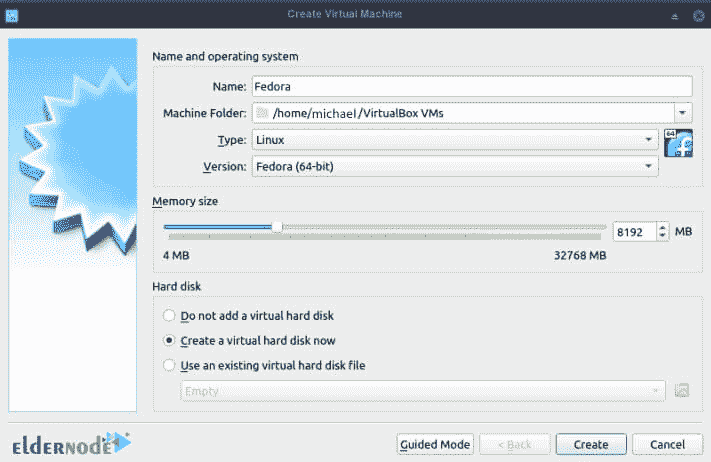 Create Virtual Machine
Name and operating system
Name: Fedora
Machine Folder: /home/michael/VirtualBox VMs
Type: Linux
64
Version: Fedora (64-bit)
Memory size
8192 MB
4 MB 32768 MB
Hard disk
Do not add a virtual hard disk
Create a virtual hard disk now
Use an existing virtual hard disk file
Empty
elderNode
Guided Mode < Back Create Cancel